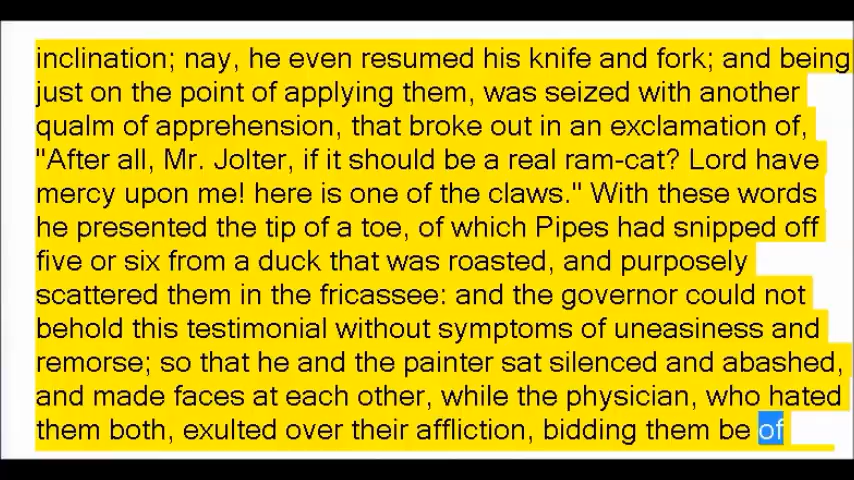 inclination; nay, he even resumed his knife and fork; and being
just on the point of applying them, was seized with another
qualm of apprehension, that broke out in an exclamation of,
"After all, Mr. Jolter, if it should be a real ram-cat? Lord have
mercy upon me! here is one of the claws." With these words
he presented the tip of a toe, of which Pipes had snipped off
five or six from a duck that was roasted, and purposely
scattered them in the fricassee: and the governor could not
behold this testimonial without symptoms of uneasiness and
remorse; so that he and the painter sat silenced and abashed,
and made faces at each other, while the physician, who hated
them both, exulted over their affliction, bidding them be of